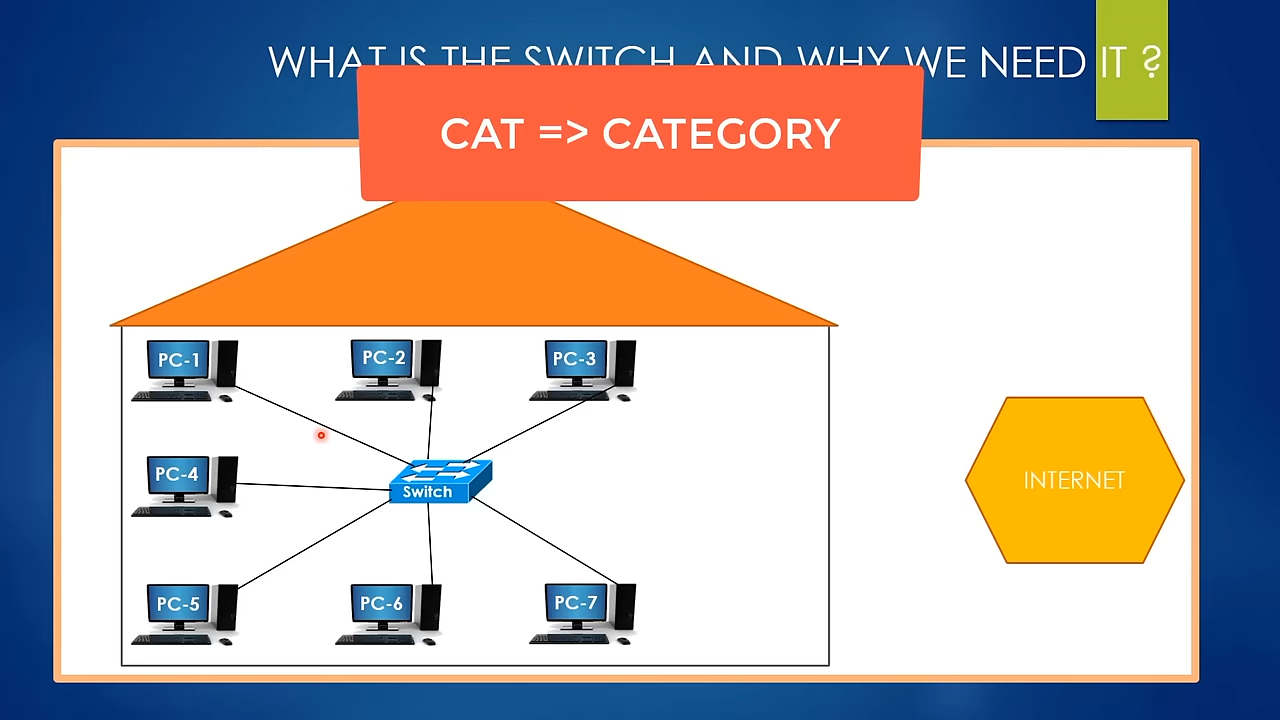 WHAT IS THE SWITCH AND WHY WE NEED IT ?
CAT => CATEGORY
PC-1
PC-2
PC-3
PC-4
Switch
INTERNET
PC-5
PC-6
PC-7